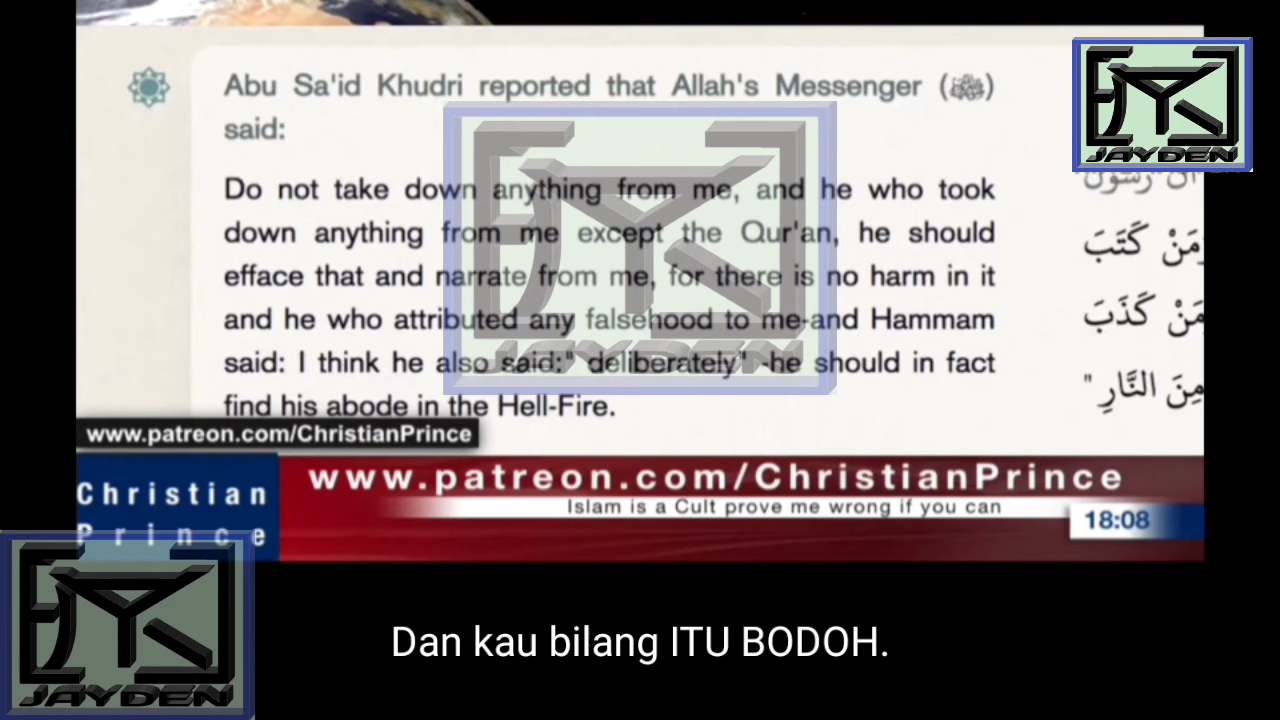 Abu Sa'id Khudri reported that Allah's Messenger (ﷺ)
said:
Do not take down anything from me, and he who took
down anything from me except the Qur'an, he should
efface that and narrate from me, for there is no harm in it
and he who attributed any falsehood to me-and Hammam
said: I think he also said:" deliberately" -he should in fact
find his abode in the Hell-Fire.
مَنْ كَتَبَ
مَنْ كَذَبَ
مِنَ النَّارِ "
JAYDEN
JAYDEN
www.patreon.com/ChristianPrince
Christian
Prince
www.patreon.com/ChristianPrince
Islam is a Cult prove me wrong if you can
18:08
JAYDEN
Dan kau bilang ITU BODOH.